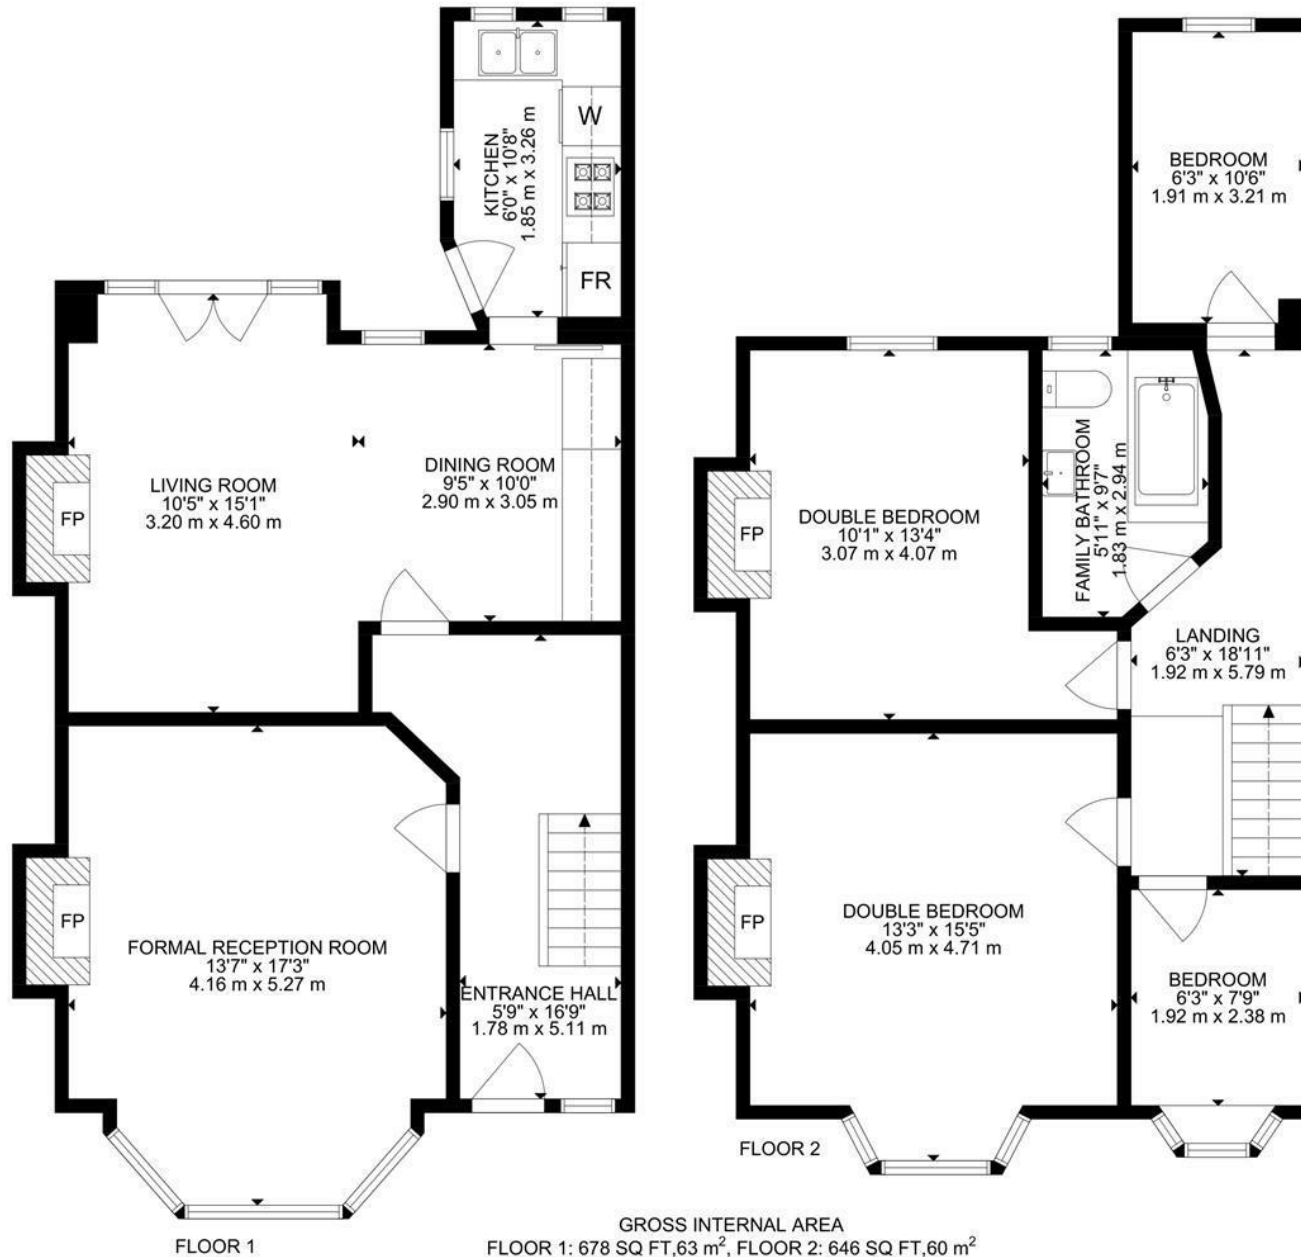 KITCHEN
6'0" x 10'8"
1.85 m x 3.26 m
W
FR
LIVING ROOM
10'5" x 15'1"
3.20 m x 4.60 m
DINING ROOM
9'5" x 10'0"
2.90 m x 3.05 m
FP
FORMAL RECEPTION ROOM
13'7" x 17'3"
4.16 m x 5.27 m
FP
ENTRANCE HALL
5'9" x 16'9"
1.78 m x 5.11 m
FLOOR 1
BEDROOM
6'3" x 10'6"
1.91 m x 3.21 m
DOUBLE BEDROOM
10'1" x 13'4"
3.07 m x 4.07 m
FP
FAMILY BATHROOM
5'11" x 9'7"
1.83 m x 2.94 m
LANDING
6'3" x 18'11"
1.92 m x 5.79 m
DOUBLE BEDROOM
13'3" x 15'5"
4.05 m x 4.71 m
FP
BEDROOM
6'3" x 7'9"
1.92 m x 2.38 m
FLOOR 2
GROSS INTERNAL AREA
FLOOR 1: 678 SQ FT,63 m², FLOOR 2: 646 SQ FT,60 m²